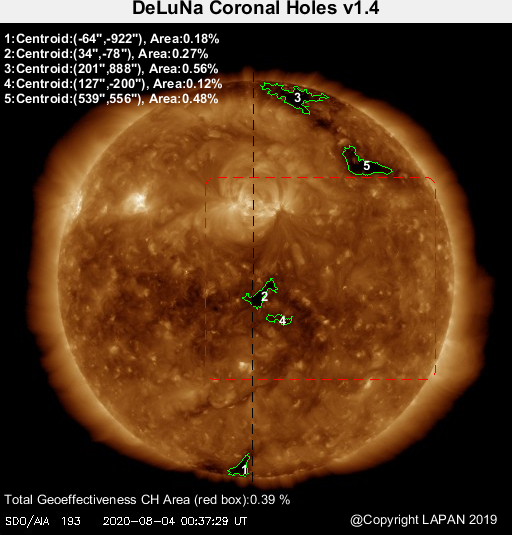 DeLuNa Coronal Holes v1.4
1:Centroid:(-64",-922"), Area:0.18%
2:Centroid:(34",-78"), Area:0.27%
3:Centroid:(201",888"), Area:0.56%
4:Centroid:(127",-200"), Area:0.12%
5:Centroid:(539",556"), Area:0.48%
3
5
2
4
1
Total Geoeffectiveness CH Area (red box):0.39 %
SDO/AIA 193 2020-08-04 00:37:29 UT
@Copyright LAPAN 2019